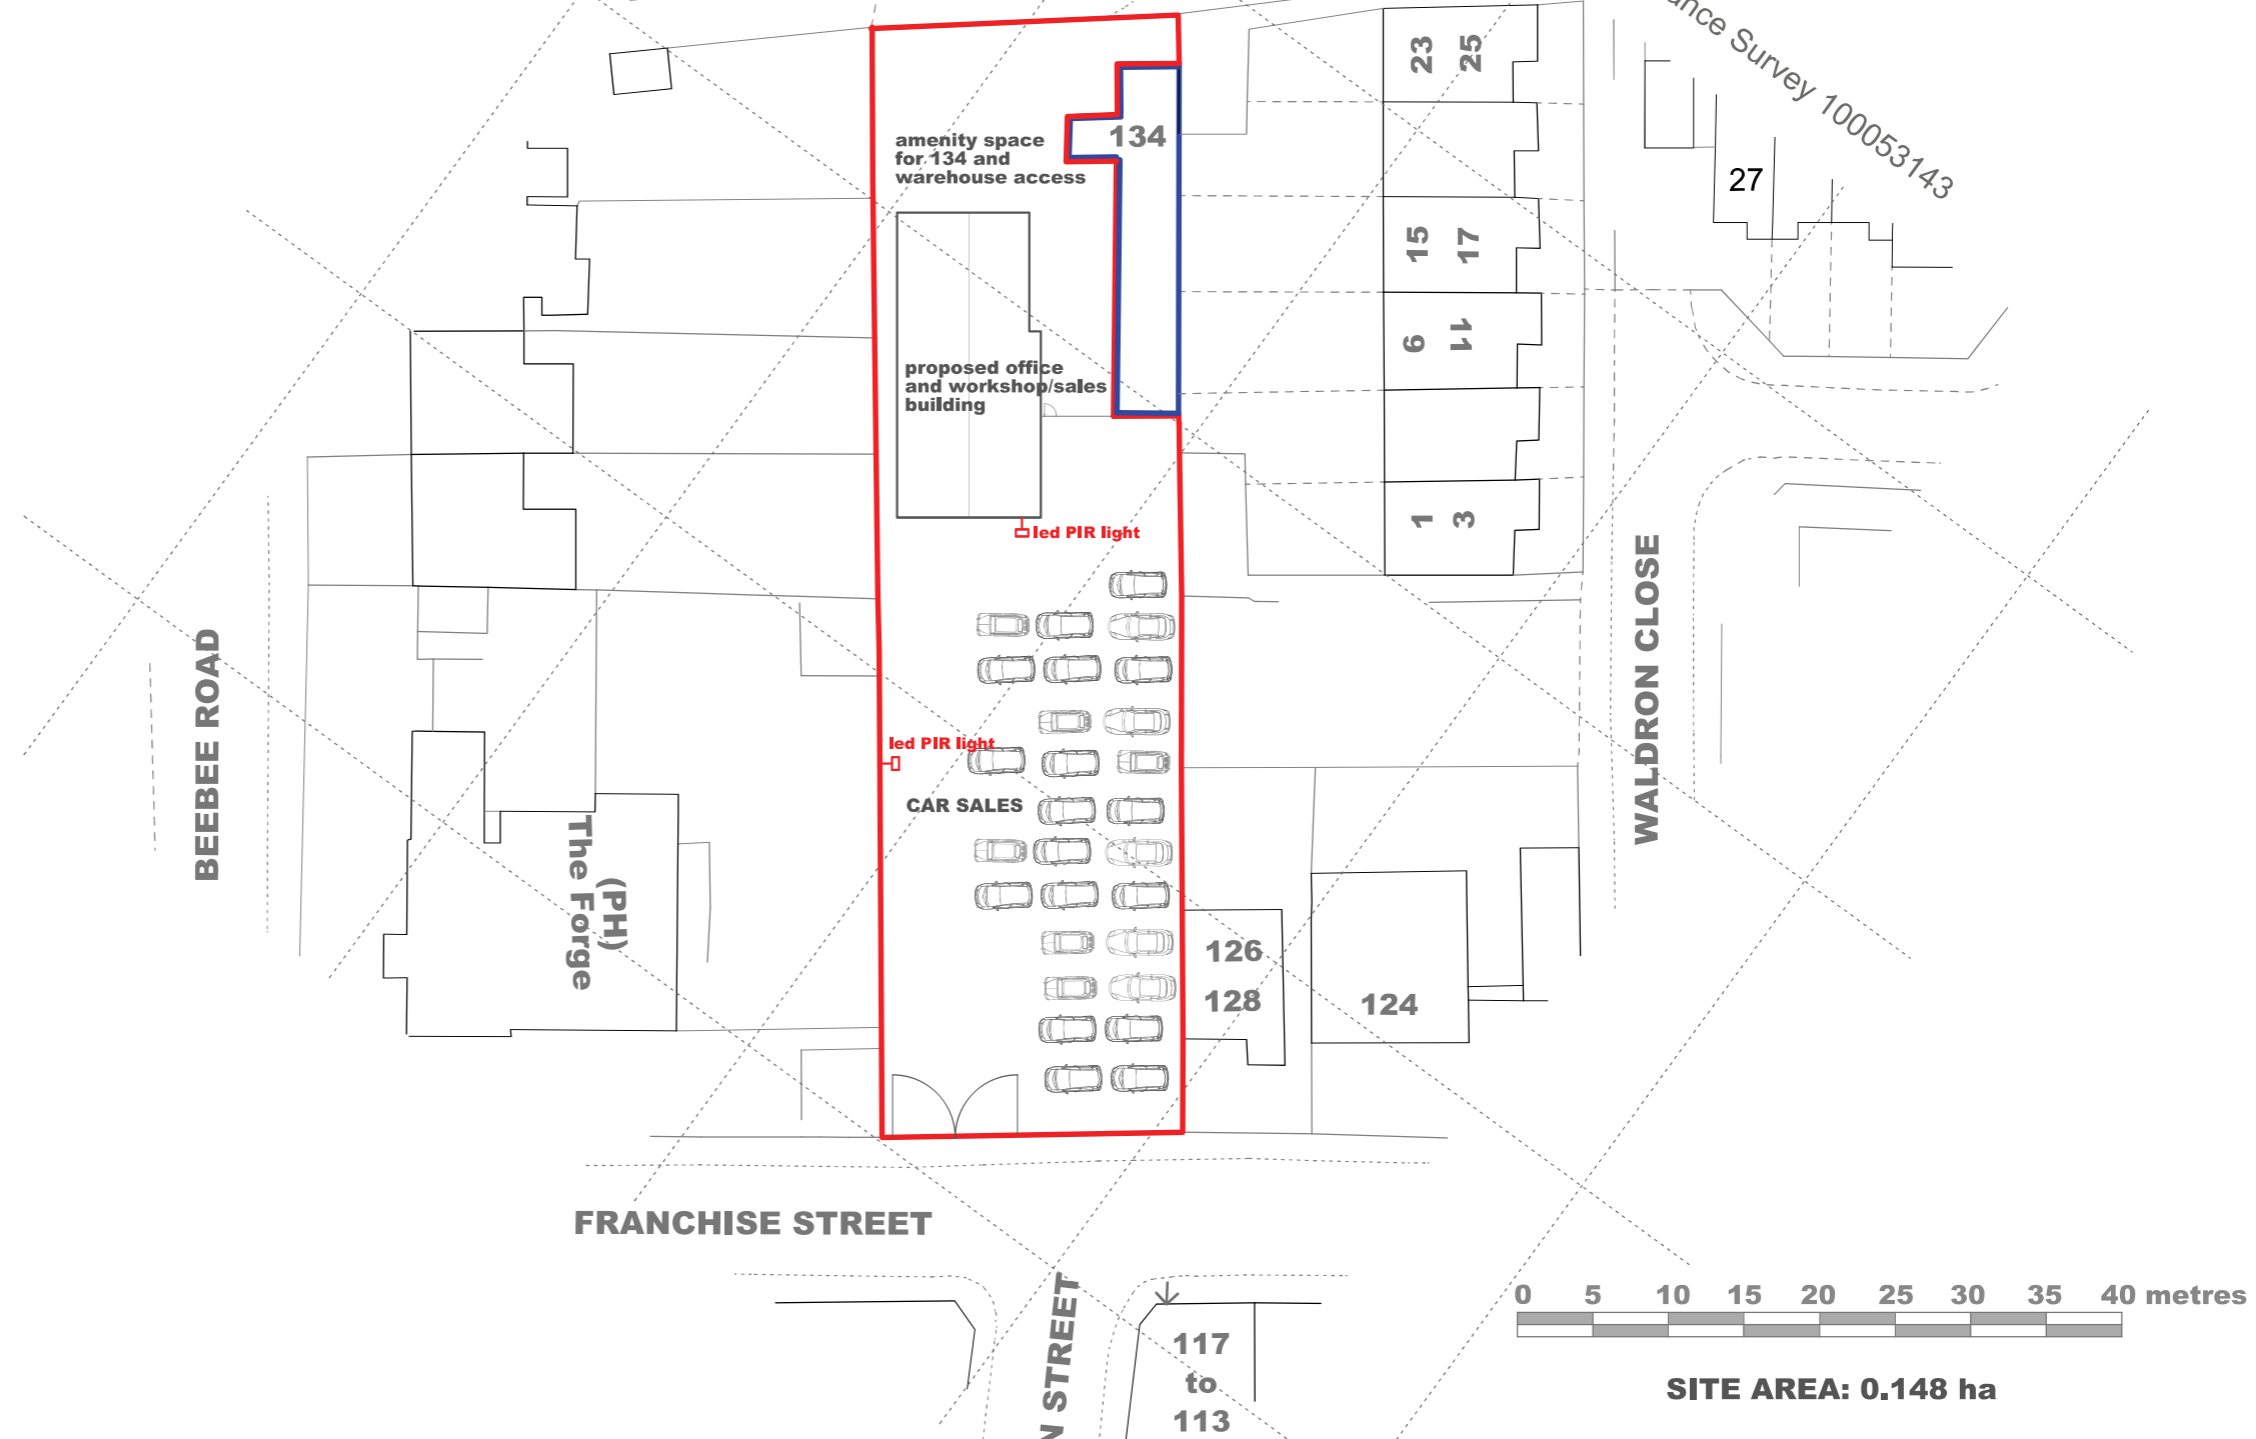 23
25
ance Survey 100053143
134
amenity space
for 134 and
warehouse access
27
15
17
9
11
proposed office
and workshop/sales
building
1
3
led PIR light
BEEBEE ROAD
WALDRON CLOSE
led PIR light
CAR SALES
The Forge
(PH)
126
128
124
FRANCHISE STREET
N STREET
0 5 10 15 20 25 30 35 40 metres
117
to
113
SITE AREA: 0.148 ha